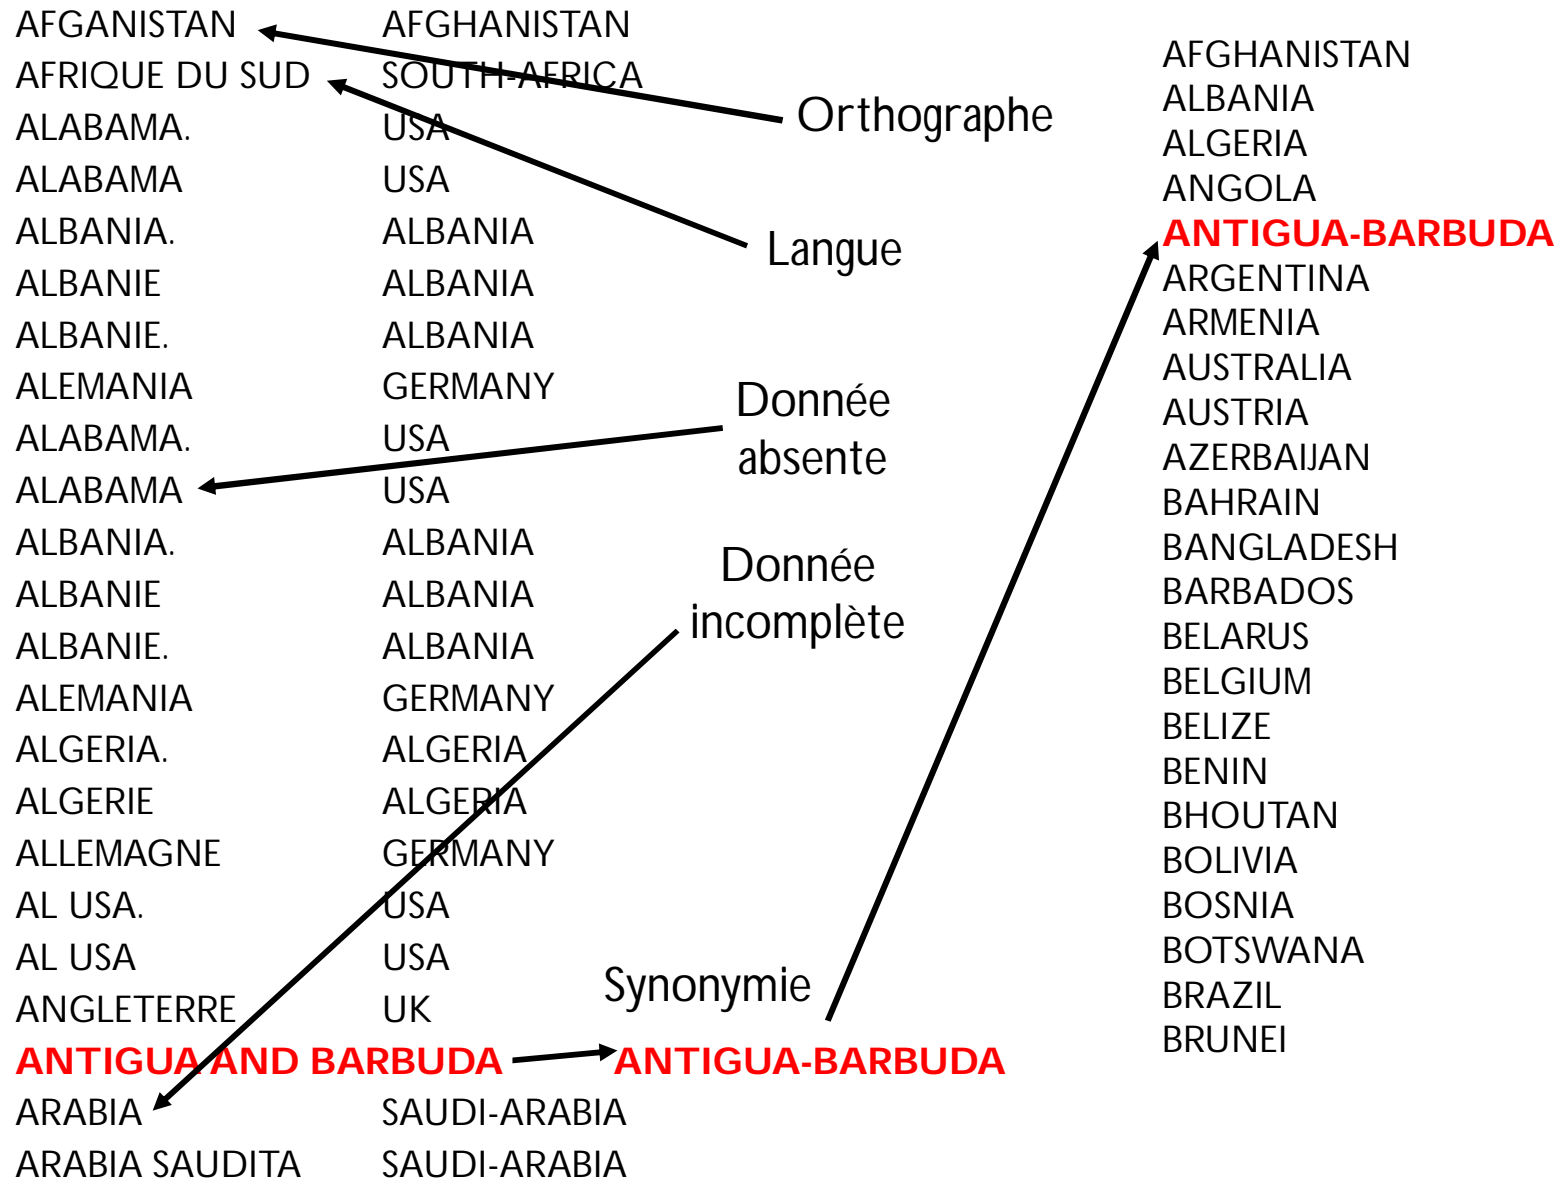 AFGANISTAN AFGHANISTAN
AFRIQUE DU SUD SOUTH-AFRICA
ALABAMA. USA
ALABAMA USA
ALBANIA. ALBANIA
ALBANIE ALBANIA
ALBANIE. ALBANIA
ALEMANIA GERMANY
ALABAMA. USA
ALABAMA USA
ALBANIA. ALBANIA
ALBANIE ALBANIA
ALBANIE. ALBANIA
ALEMANIA GERMANY
ALGERIA. ALGERIA
ALGERIE ALGERIA
ALLEMAGNE GERMANY
AL USA. USA
AL USA USA
ANGLETERRE UK
ANTIGUA AND BARBUDA ANTIGUA-BARBUDA
ARABIA SAUDI-ARABIA
ARABIA SAUDITA SAUDI-ARABIA
Orthographe
Langue
Donnée
absente
Donnée
incomplète
Synonymie
AFGHANISTAN
ALBANIA
ALGERIA
ANGOLA
ANTIGUA-BARBUDA
ARGENTINA
ARMENIA
AUSTRALIA
AUSTRIA
AZERBAIJAN
BAHRAIN
BANGLADESH
BARBADOS
BELARUS
BELGIUM
BELIZE
BENIN
BHOUTAN
BOLIVIA
BOSNIA
BOTSWANA
BRAZIL
BRUNEI